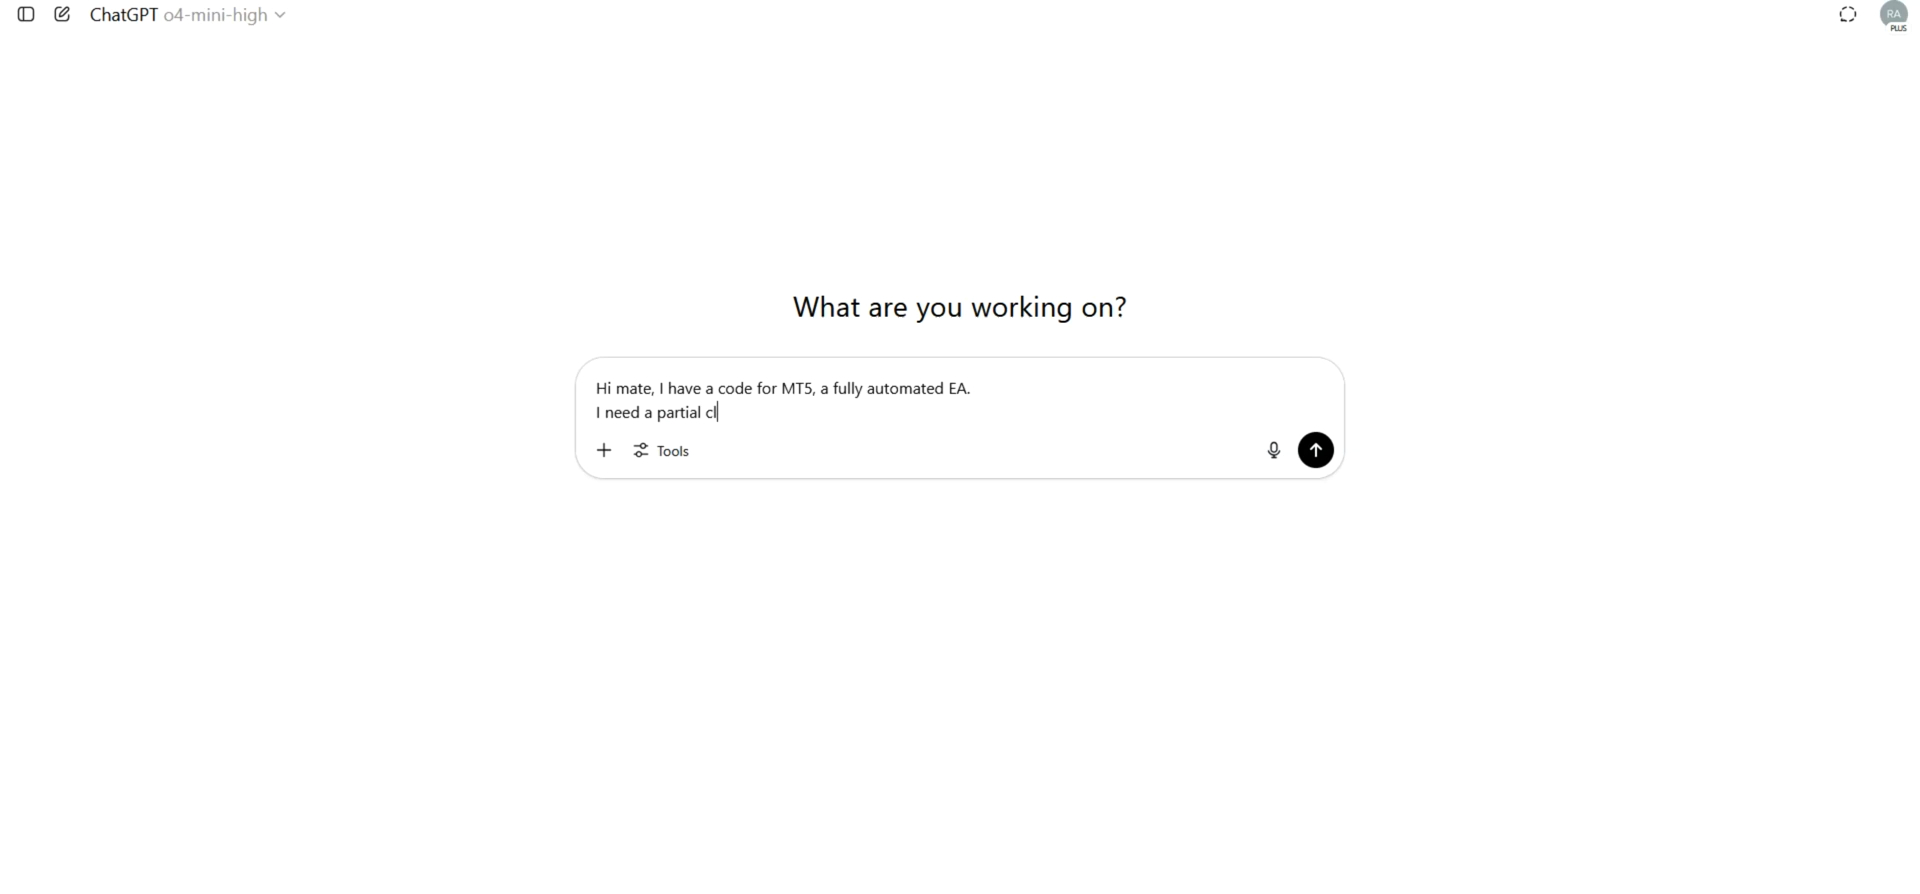 ChatGPT o4-mini-high
RA
PLUS
What are you working on?
Hi mate, I have a code for MT5, a fully automated EA.
I need a partial cl
Tools